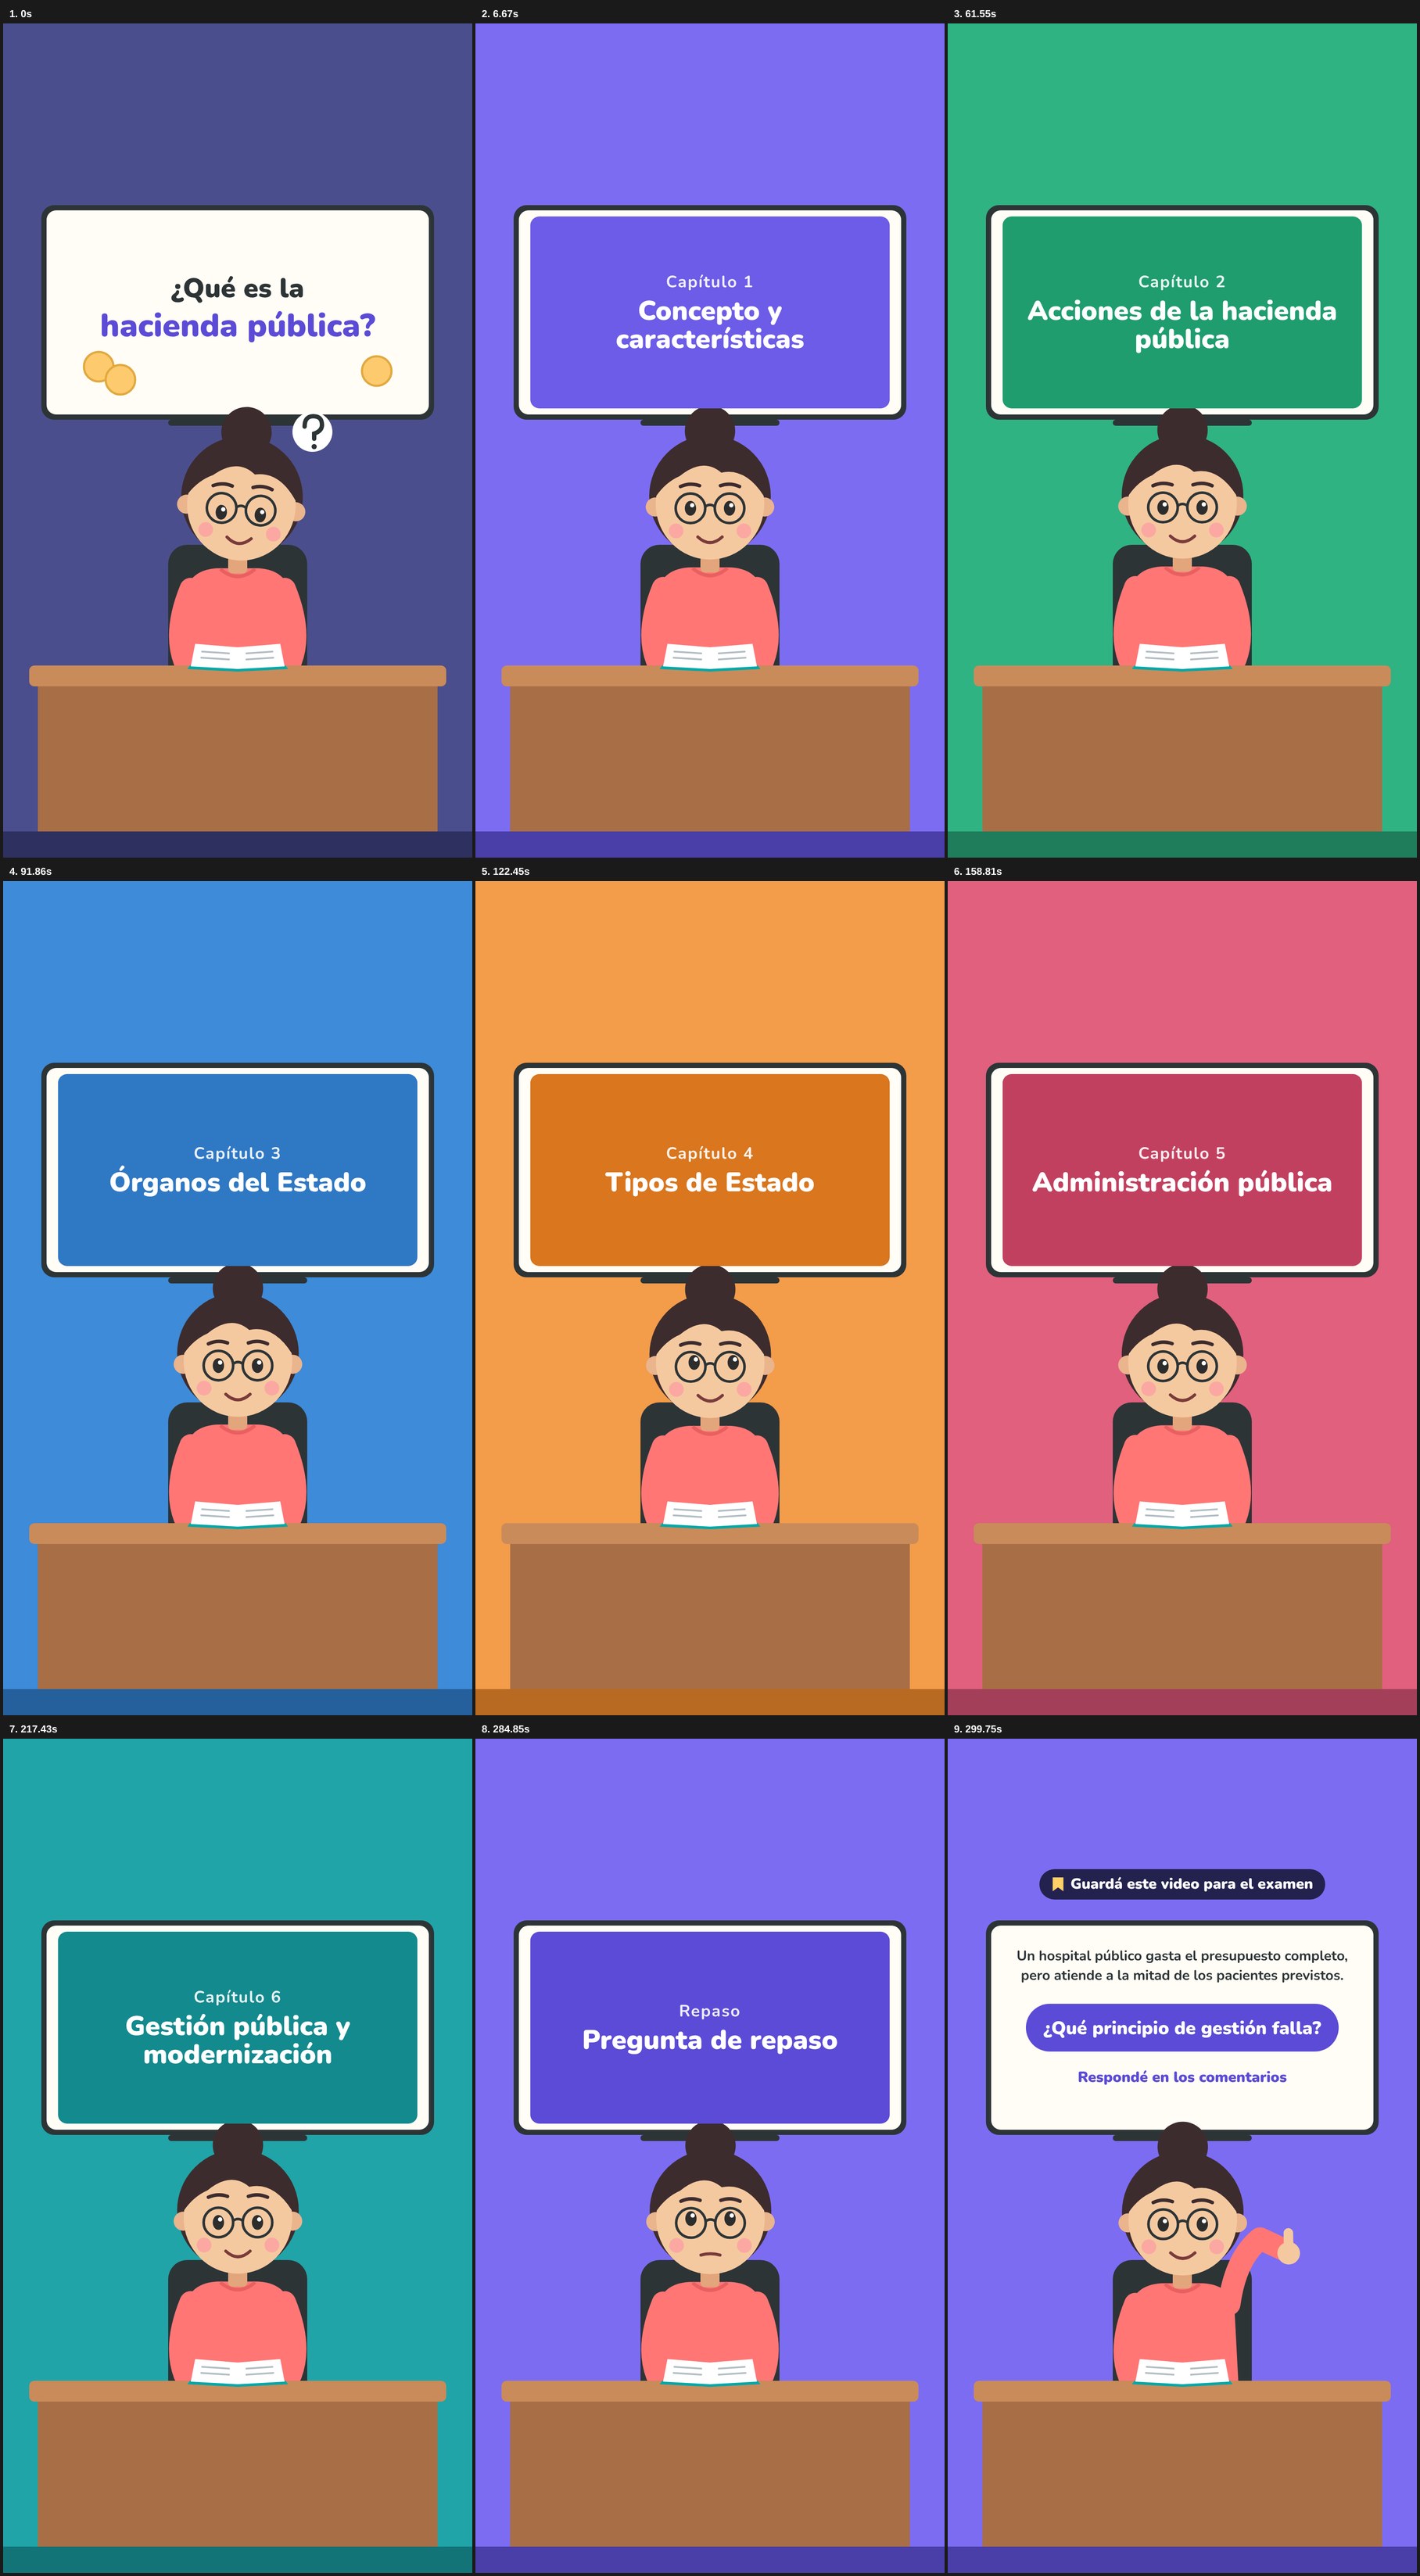 1. 0s
¿Qué es la
hacienda pública?
?
2. 6.67s
Capítulo 1
Concepto y
características
3. 61.55s
Capítulo 2
Acciones de la hacienda
pública
4. 91.86s
Capítulo 3
Órganos del Estado
5. 122.45s
Capítulo 4
Tipos de Estado
6. 158.81s
Capítulo 5
Administración pública
7. 217.43s
Capítulo 6
Gestión pública y
modernización
8. 284.85s
Repaso
Pregunta de repaso
9. 299.75s
Guardá este video para el examen
Un hospital público gasta el presupuesto completo,
pero atiende a la mitad de los pacientes previstos.
¿Qué principio de gestión falla?
Respondé en los comentarios